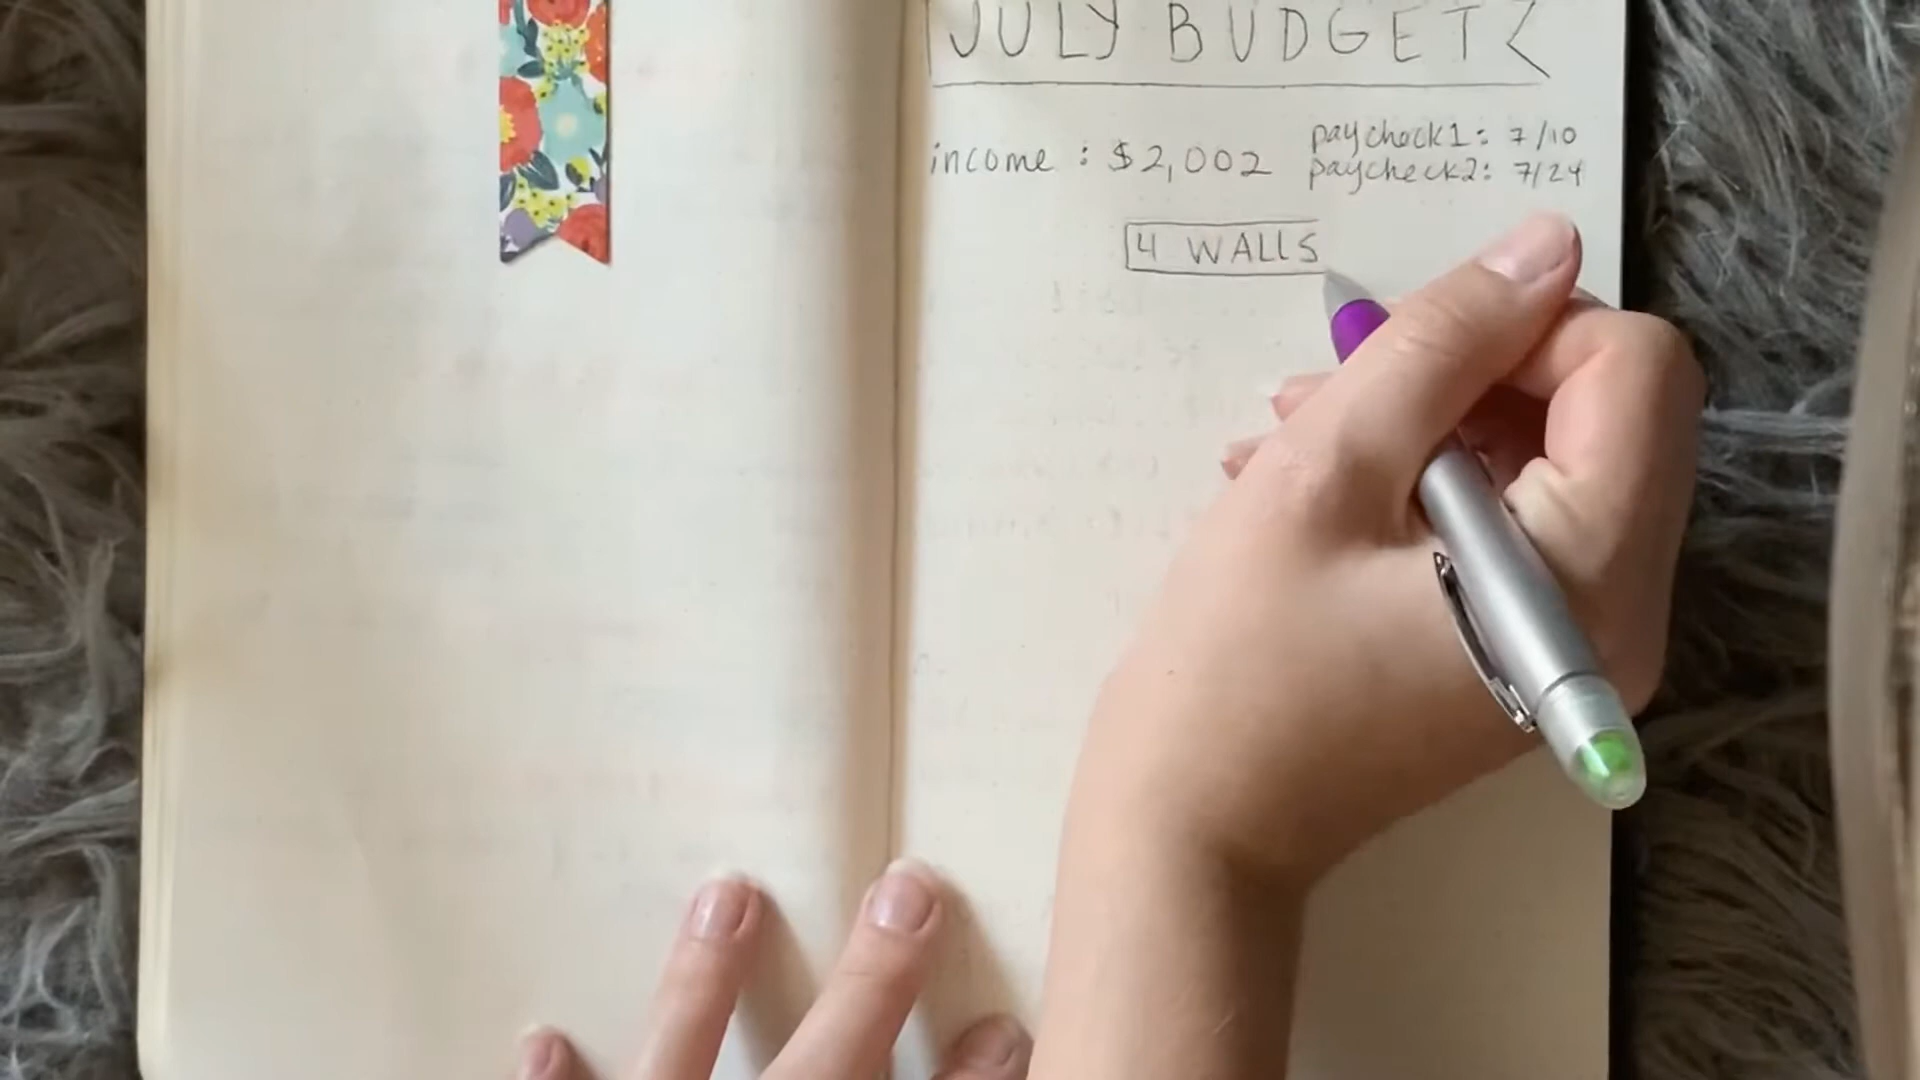 JULY BUDGET
income : $2,002
paycheck1: 7/10
paycheck2: 7/24
4 WALLS